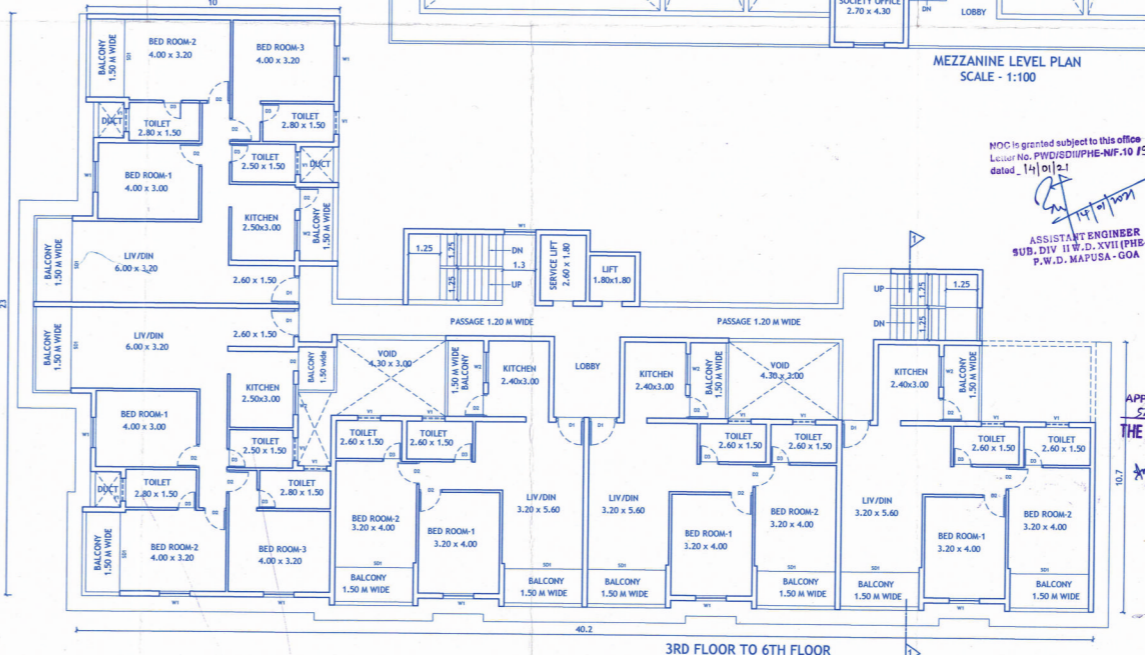 10
SOCIETY OFFICE
2.70 x 4.30
DN
LOBBY
MEZZANINE LEVEL PLAN
SCALE - 1:100
NOC is granted subject to this office
Letter No. PWD/SDII/PHE-N/F.10
dated 14/01/21
14/01/2021
ASSISTANT ENGINEER
SUB. DIV II W.D. XVII (PHE
P.W.D. MAPUSA - GOA
BALCONY
1.50 M WIDE
BED ROOM-2
4.00 x 3.20
BED ROOM-3
4.00 x 3.20
DUCT
TOILET
2.80 x 1.50
TOILET
2.80 x 1.50
TOILET
2.50 x 1.50
DUCT
BED ROOM-1
4.00 x 3.00
KITCHEN
2.50x3.00
BALCONY
1.50 M WIDE
BALCONY
1.50 M WIDE
LIV/DIN
6.00 x 3.20
2.60 x 1.50
23
1.25
1.25
1.25
DN
1.3
UP
SERVICE LIFT
2.60 x 1.80
LIFT
1.80x1.80
UP
DN
1.25
1.25
1.25
1
PASSAGE 1.20 M WIDE
PASSAGE 1.20 M WIDE
BALCONY
1.50 M WIDE
LIV/DIN
6.00 x 3.20
2.60 x 1.50
BALCONY
1.50 wide
VOID
4.30 x 3.00
1.50 M WIDE
BALCONY
KITCHEN
2.40x3.00
LOBBY
KITCHEN
2.40x3.00
BALCONY
1.50 M WIDE
VOID
4.30 x 3.00
KITCHEN
2.40x3.00
BALCONY
1.50 M WIDE
KITCHEN
2.50x3.00
BED ROOM-1
4.00 x 3.00
TOILET
2.50 x 1.50
TOILET
2.60 x 1.50
TOILET
2.60 x 1.50
TOILET
2.60 x 1.50
TOILET
2.60 x 1.50
TOILET
2.60 x 1.50
TOILET
2.60 x 1.50
APP
THE
10.7
DUCT
TOILET
2.80 x 1.50
TOILET
2.80 x 1.50
BALCONY
1.50 M WIDE
BED ROOM-2
4.00 x 3.20
BED ROOM-3
4.00 x 3.20
BED ROOM-2
3.20 x 4.00
BED ROOM-1
3.20 x 4.00
LIV/DIN
3.20 x 5.60
LIV/DIN
3.20 x 5.60
BED ROOM-1
3.20 x 4.00
BED ROOM-2
3.20 x 4.00
LIV/DIN
3.20 x 5.60
BED ROOM-1
3.20 x 4.00
BED ROOM-2
3.20 x 4.00
BALCONY
1.50 M WIDE
BALCONY
1.50 M WIDE
BALCONY
1.50 M WIDE
BALCONY
1.50 M WIDE
BALCONY
1.50 M WIDE
BALCONY
1.50 M WIDE
40.2
3RD FLOOR TO 6TH FLOOR